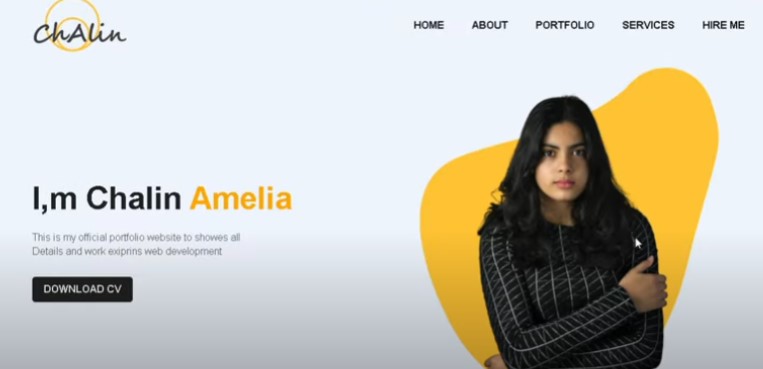 ChAlin
HOME ABOUT PORTFOLIO SERVICES HIRE ME
I,m Chalin Amelia
This is my official portfolio website to showes all
Details and work exiprins web development
DOWNLOAD CV